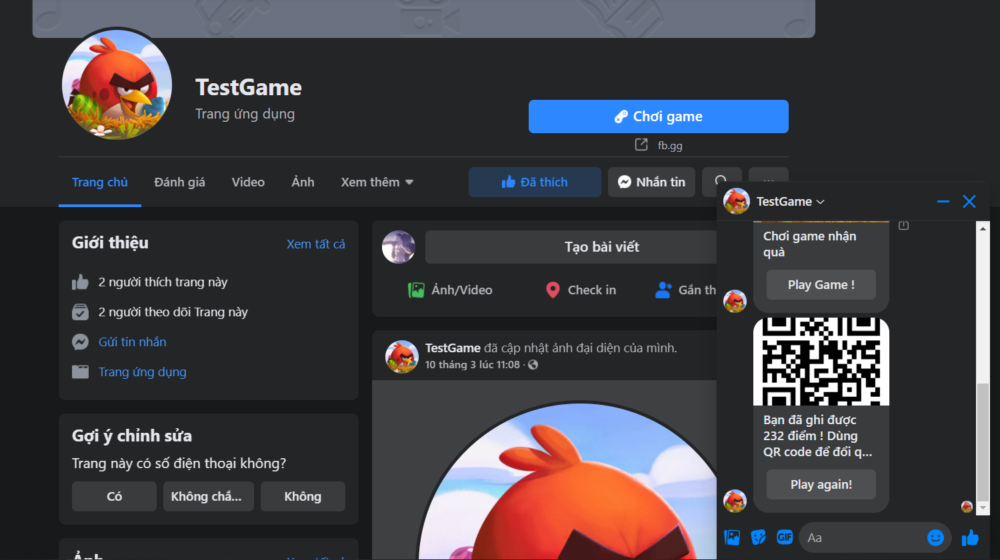 TestGame
Trang ứng dụng
Chơi game
fb.gg
Trang chủ
Đánh giá
Video
Ảnh
Xem thêm
Đã thích
Nhắn tin
Giới thiệu
Xem tất cả
2 người thích trang này
2 người theo dõi Trang này
Gửi tin nhắn
Trang ứng dụng
Gợi ý chỉnh sửa
Trang này có số điện thoại không?
Có
Không chắ...
Không
Ảnh
Xem tất cả
Tạo bài viết
Ảnh/Video
Check in
Gắn th
TestGame đã cập nhật ảnh đại diện của mình.
10 tháng 3 lúc 11:08 ·
TestGame
Chơi game nhận
quà
Play Game !
Bạn đã ghi được
232 điểm ! Dùng
QR code để đổi q...
Play again!
GIF
Aa